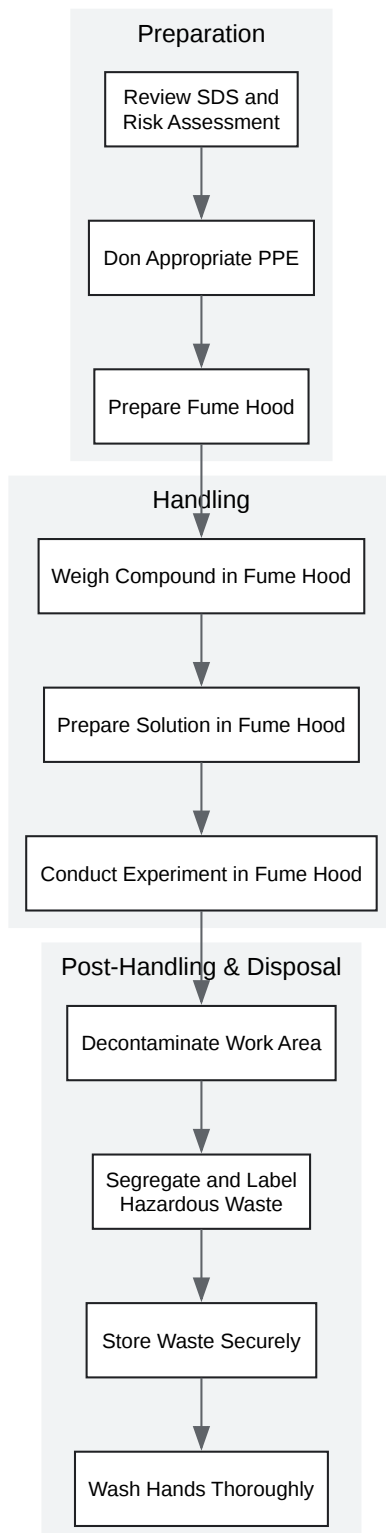 Preparation
Review SDS and
Risk Assessment
Don Appropriate PPE
Prepare Fume Hood
Handling
Weigh Compound in Fume Hood
Prepare Solution in Fume Hood
Conduct Experiment in Fume Hood
Post-Handling & Disposal
Decontaminate Work Area
Segregate and Label
Hazardous Waste
Store Waste Securely
Wash Hands Thoroughly